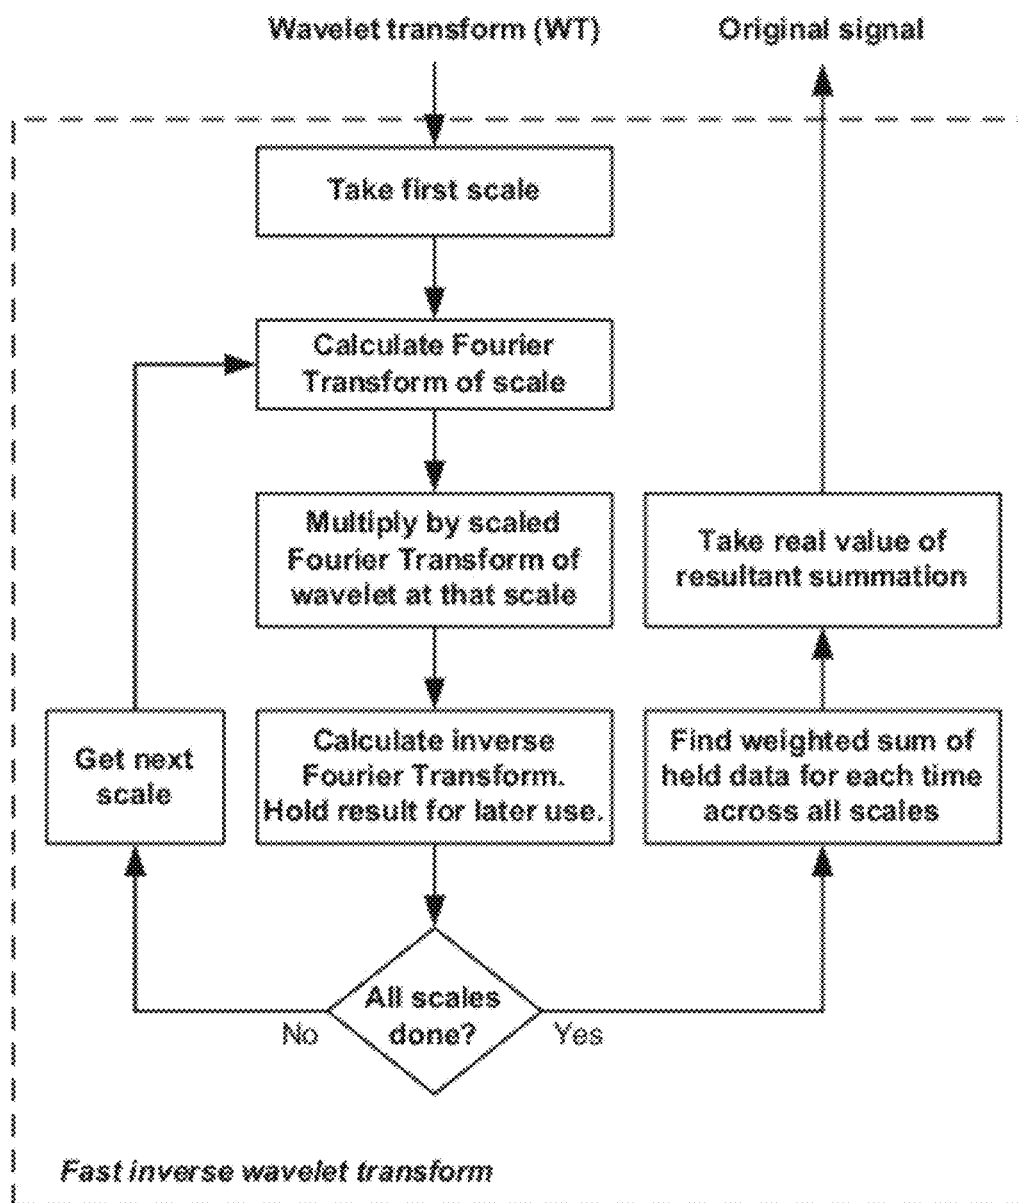 Wavelet transform (WT)
Original signal
Take first scale
Calculate Fourier
Transform of scale
Multiply by scaled
Fourier Transform of
wavelet at that scale
Take real value of
resultant summation
Get next
scale
Calculate inverse
Fourier Transform.
Hold result for later use.
Find weighted sum of
held data for each time
across all scales
All scales
done?
No
Yes
Fast inverse wavelet transform